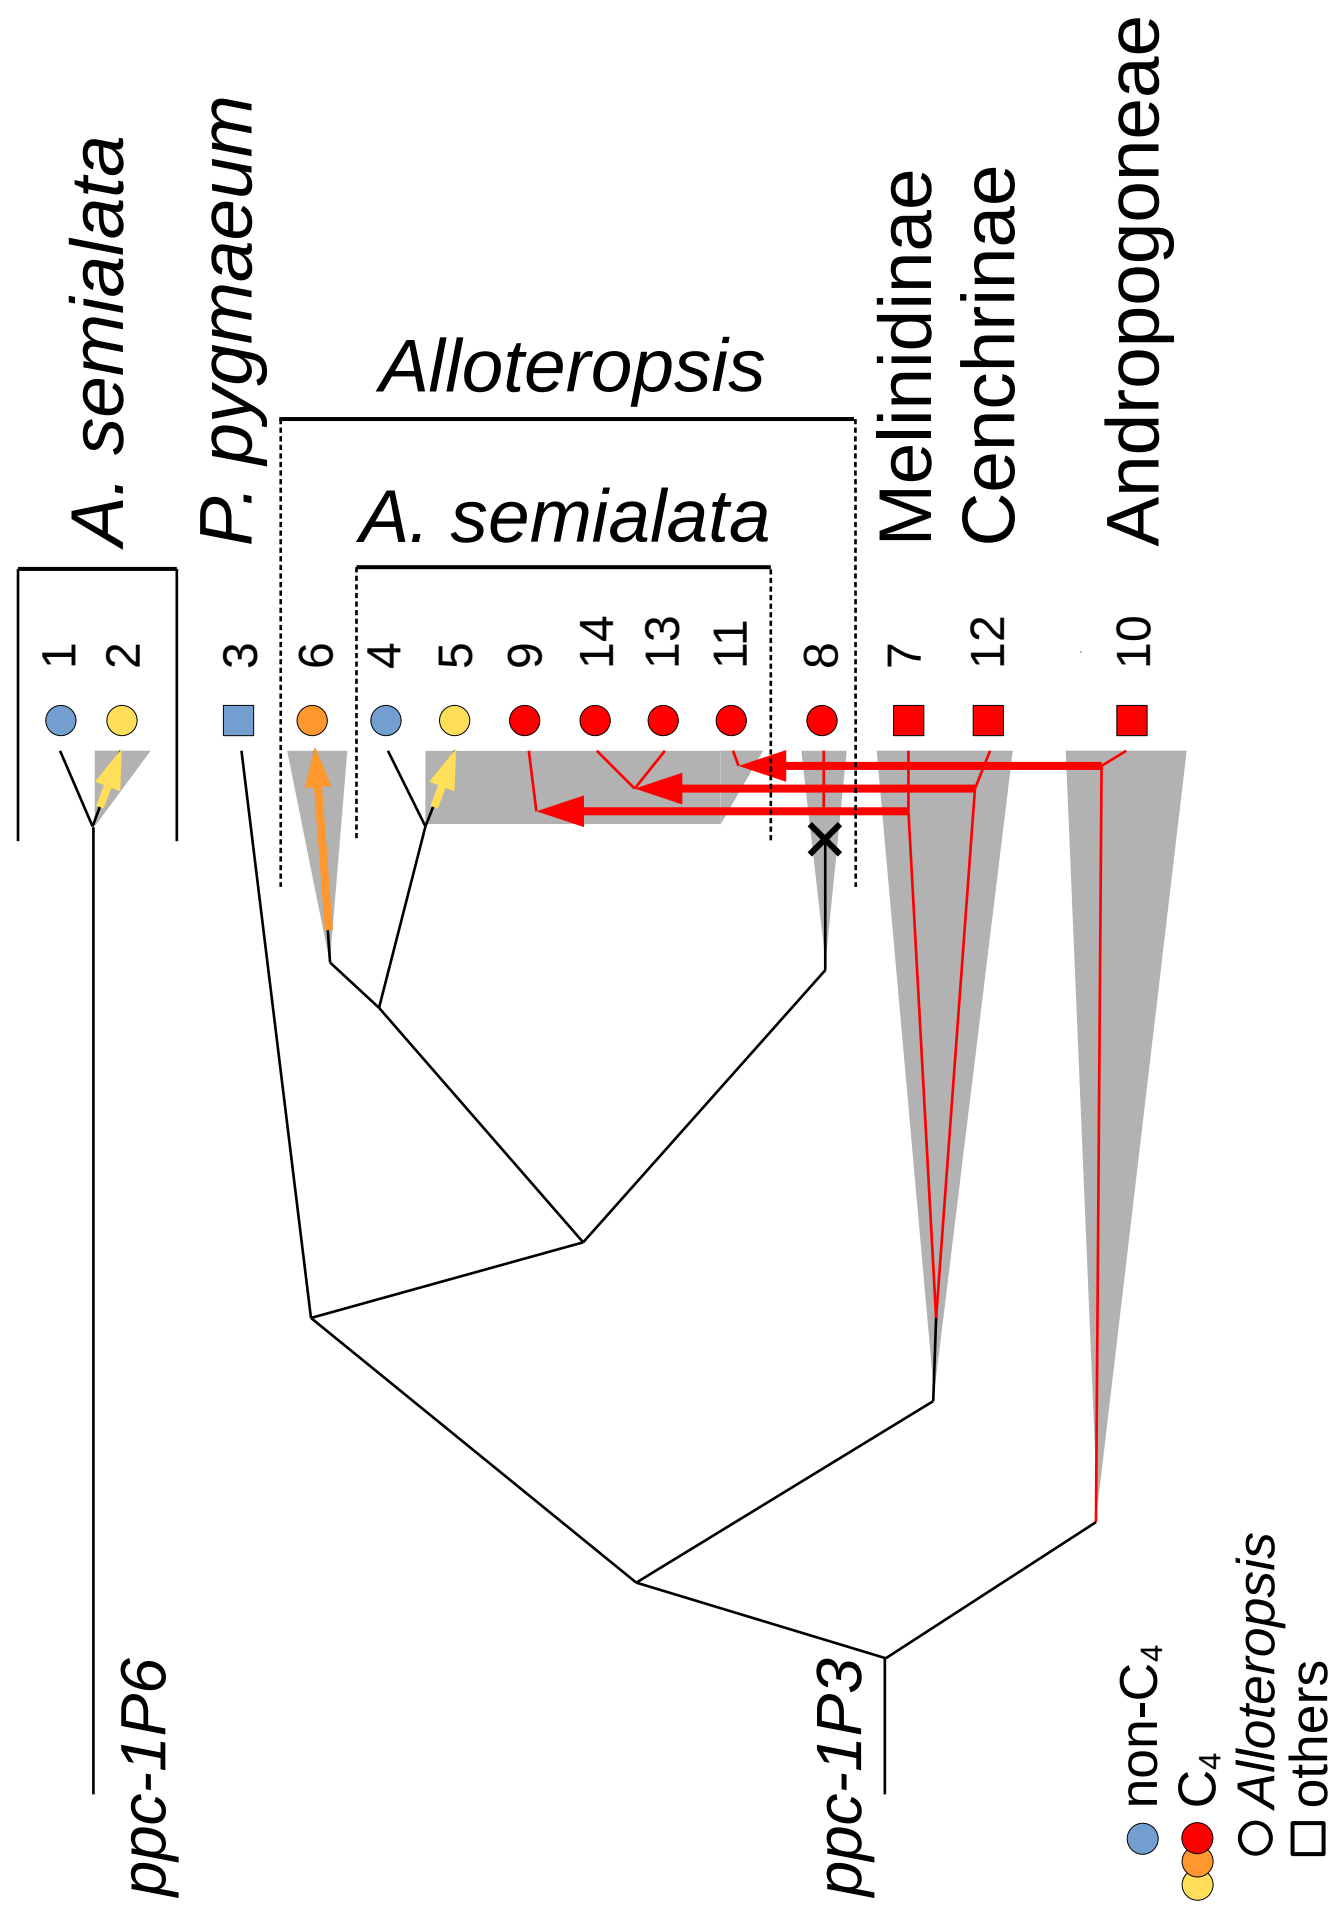 A. semialata
P. pygmaeum
Alloteropsis
A. semialata
Melinidinae
Cenchrinae
Andropogoneae
1
2
3
6
4
5
9
14
13
11
8
7
12
10
ppc-1P6
ppc-1P3
non-C₄
C₄
Alloteropsis
others